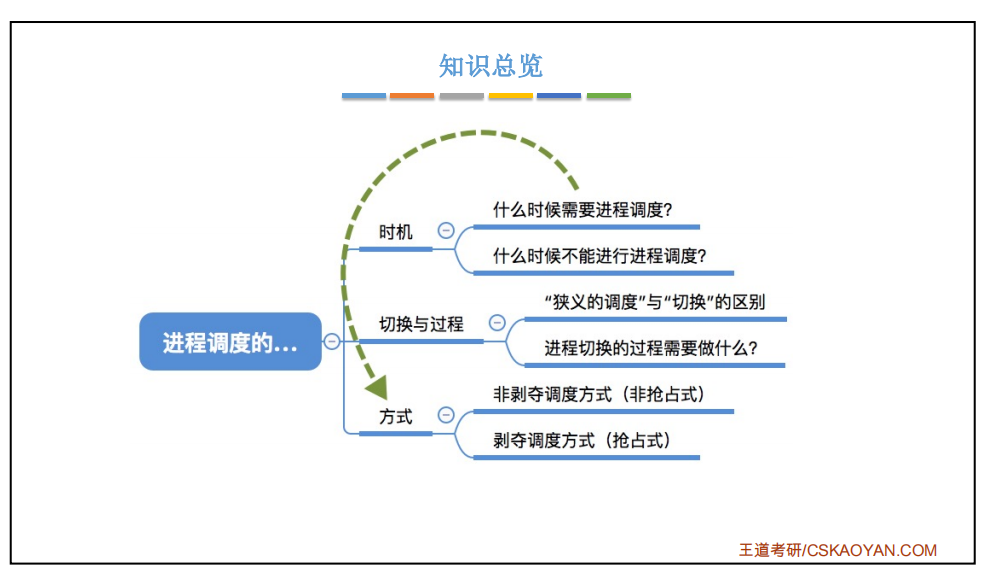 知识总览
时机
什么时候需要进程调度？
什么时候不能进行进程调度？
进程调度的...
切换与过程
“狭义的调度”与“切换”的区别
进程切换的过程需要做什么？
方式
非剥夺调度方式（非抢占式）
剥夺调度方式（抢占式）
王道考研/CSKAOYAN.COM